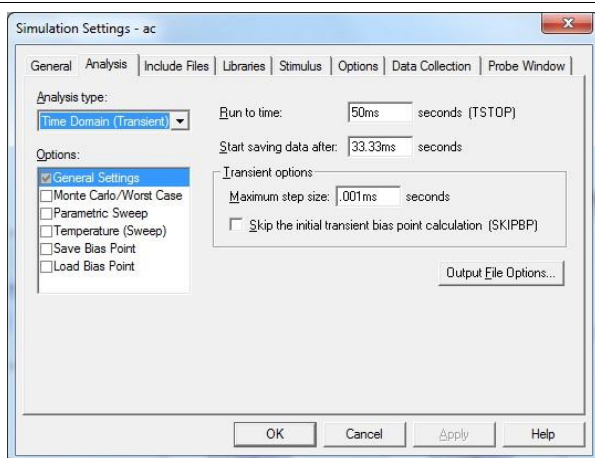 Simulation Settings - ac
General Analysis Include Files Libraries Stimulus Options Data Collection Probe Window
Analysis type:
Time Domain (Transient)
Options:
General Settings
Monte Carlo/Worst Case
Parametric Sweep
Temperature (Sweep)
Save Bias Point
Load Bias Point
Run to time: 50ms seconds (TSTOP)
Start saving data after: 33.33ms seconds
Transient options
Maximum step size: .001ms seconds
Skip the initial transient bias point calculation (SKIPBP)
Output File Options...
OK Cancel Apply Help